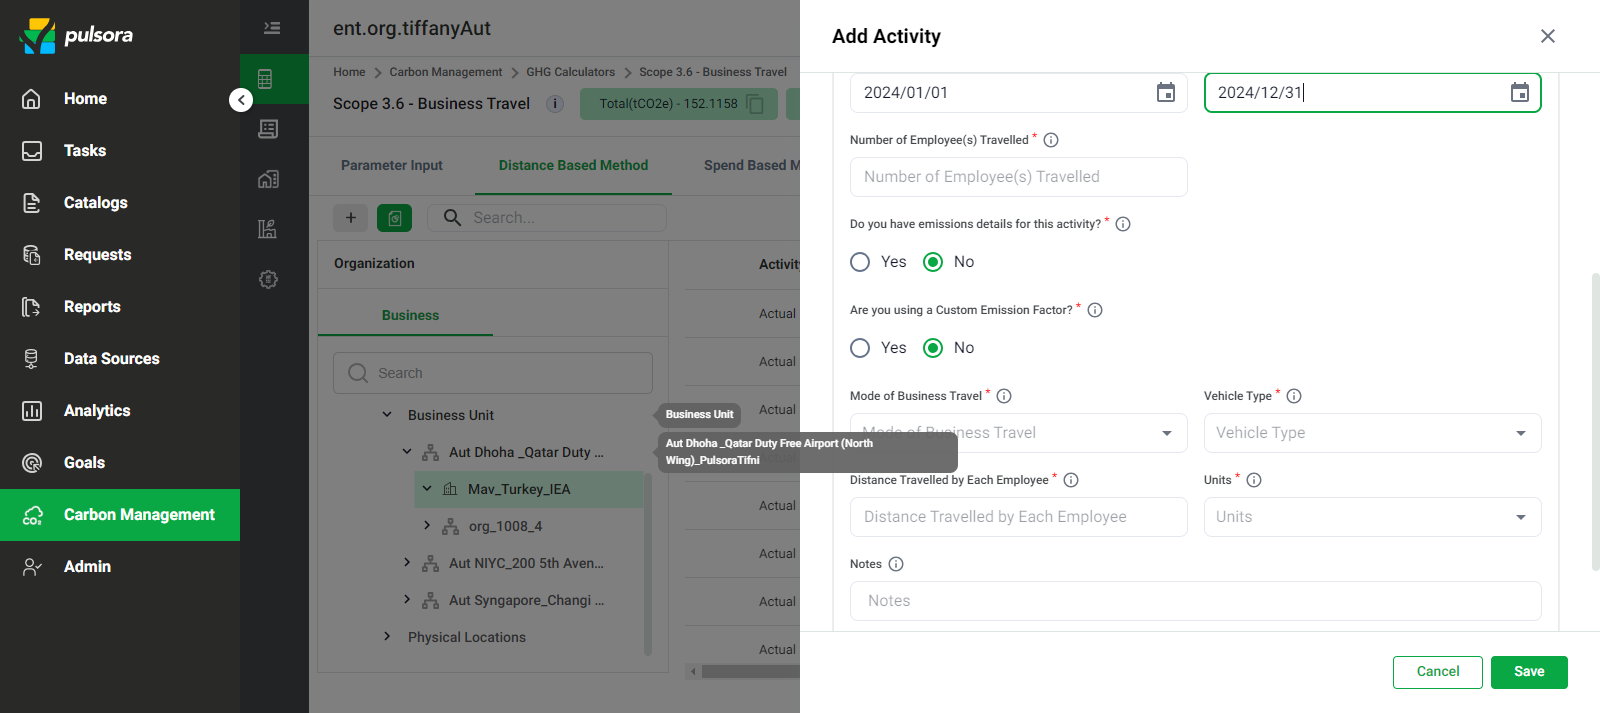 pulsora
Home
Tasks
Catalogs
Requests
Reports
Data Sources
Analytics
Goals
Carbon Management
Admin
ent.org.tiffanyAut
Home > Carbon Management > GHG Calculators > Scope 3.6 - Business Travel
Scope 3.6 - Business Travel
Total(tCO2e) - 152.1158
Parameter Input
Distance Based Method
Spend Based M
+
Search...
Organization
Business
Search
Business Unit
Aut Dhoha _Qatar Duty ...
Mav_Turkey_IEA
org_1008_4
Aut NIYC_200 5th Aven...
Aut Syngapore_Changi ...
Physical Locations
Business Unit
Aut Dhoha _Qatar Duty Free Airport (North
Wing)_PulsoraTifni
Activity
Actual
Actual
Actual
Actual
Actual
Actual
Actual
Add Activity
2024/01/01
2024/12/31
Number of Employee(s) Travelled *
Number of Employee(s) Travelled
Do you have emissions details for this activity? *
Yes
No
Are you using a Custom Emission Factor? *
Yes
No
Mode of Business Travel *
Vehicle Type *
Mode of Business Travel
Vehicle Type
Distance Travelled by Each Employee *
Units *
Distance Travelled by Each Employee
Units
Notes
Notes
Cancel
Save